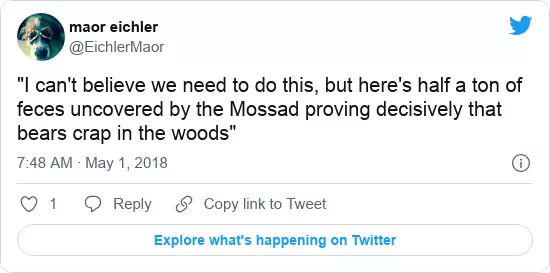 maor eichler
@EichlerMaor
"I can't believe we need to do this, but here's half a ton of
feces uncovered by the Mossad proving decisively that
bears crap in the woods"
7:48 AM · May 1, 2018
1 Reply Copy link to Tweet
Explore what's happening on Twitter